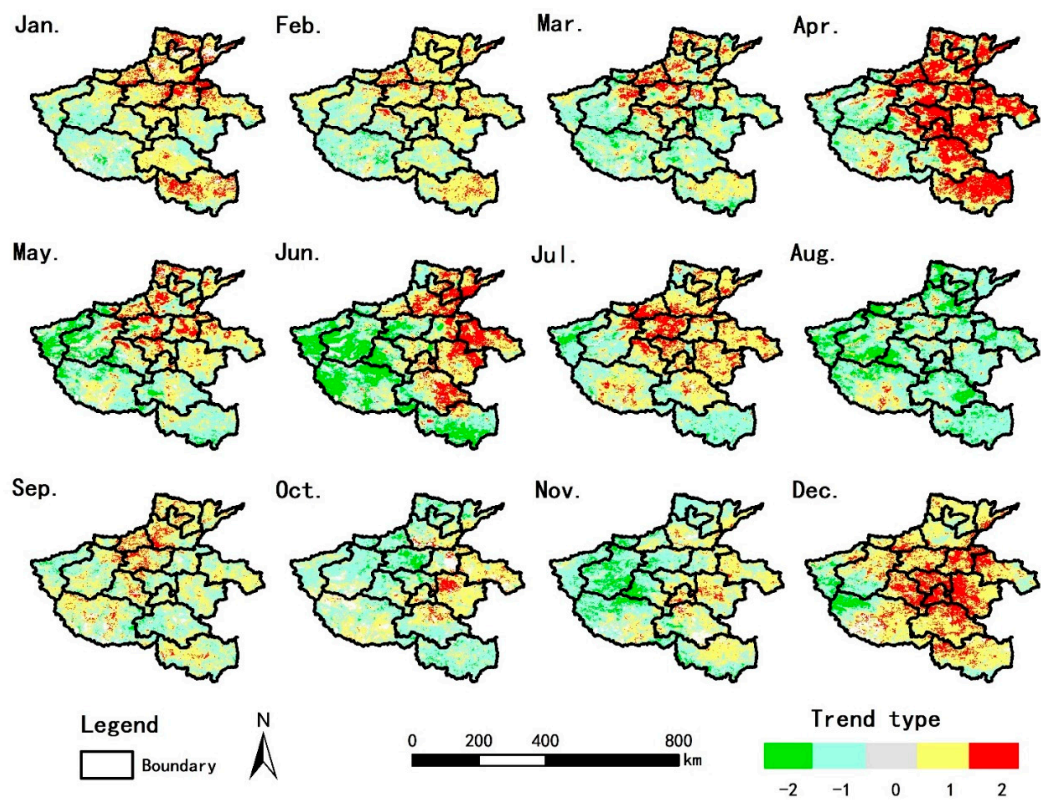 Jan.
Feb.
Mar.
Apr.
May.
Jun.
Jul.
Aug.
Sep.
Oct.
Nov.
Dec.
Legend
Boundary
N
0 200 400 800
km
Trend type
-2 -1 0 1 2